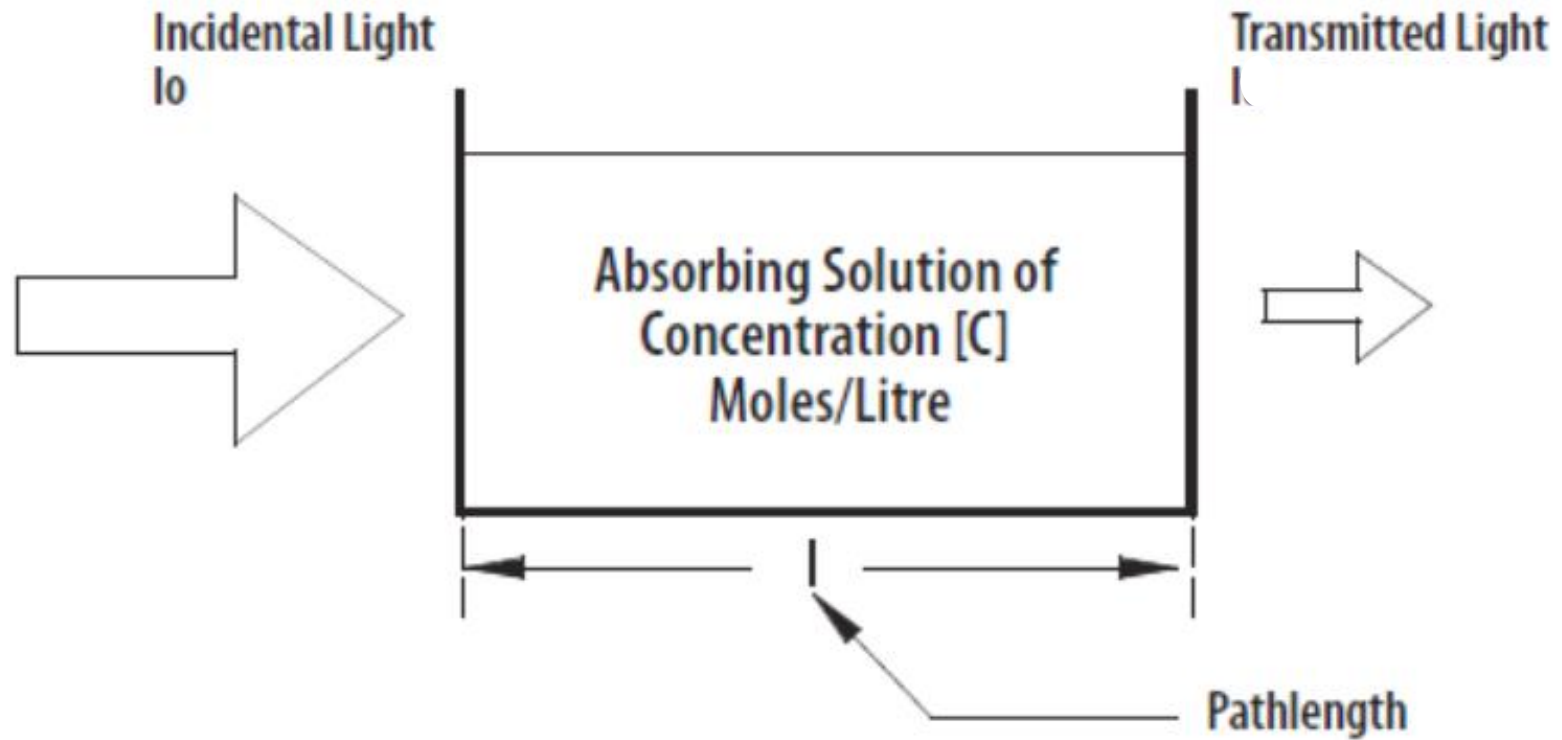 Incidental Light
Io
Transmitted Light
I
Absorbing Solution of
Concentration [C]
Moles/Litre
l
Pathlength